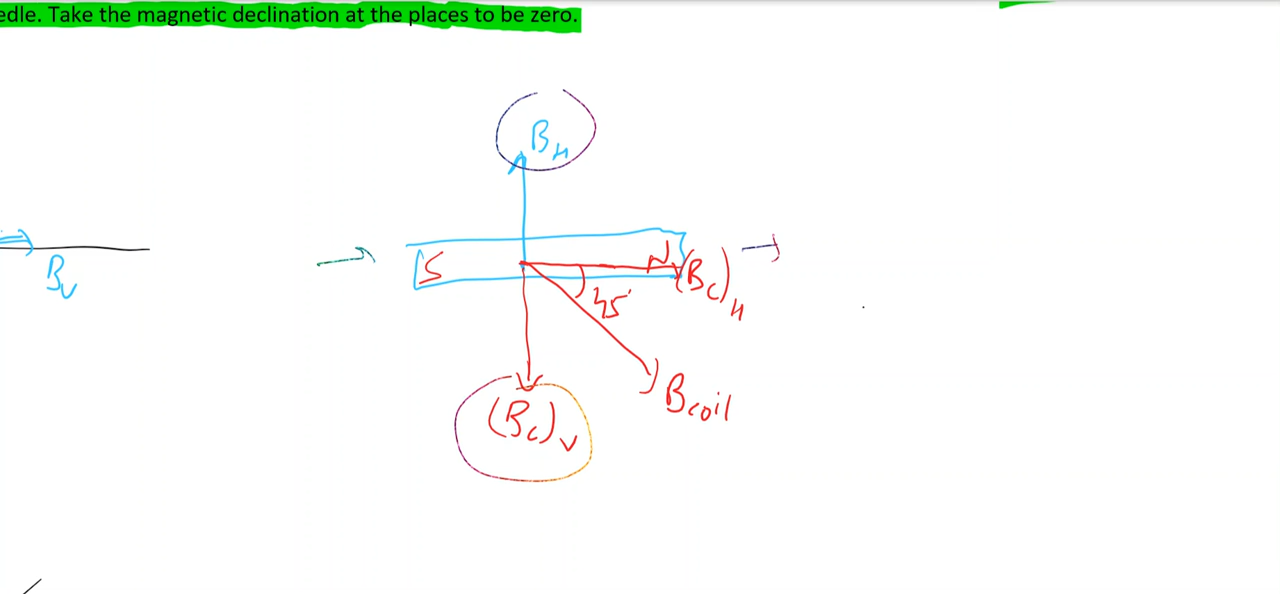 edle. Take the magnetic declination at the places to be zero.
B_H
B_V
S
N
(B_C)_H
45°
B_coil
(B_C)_V